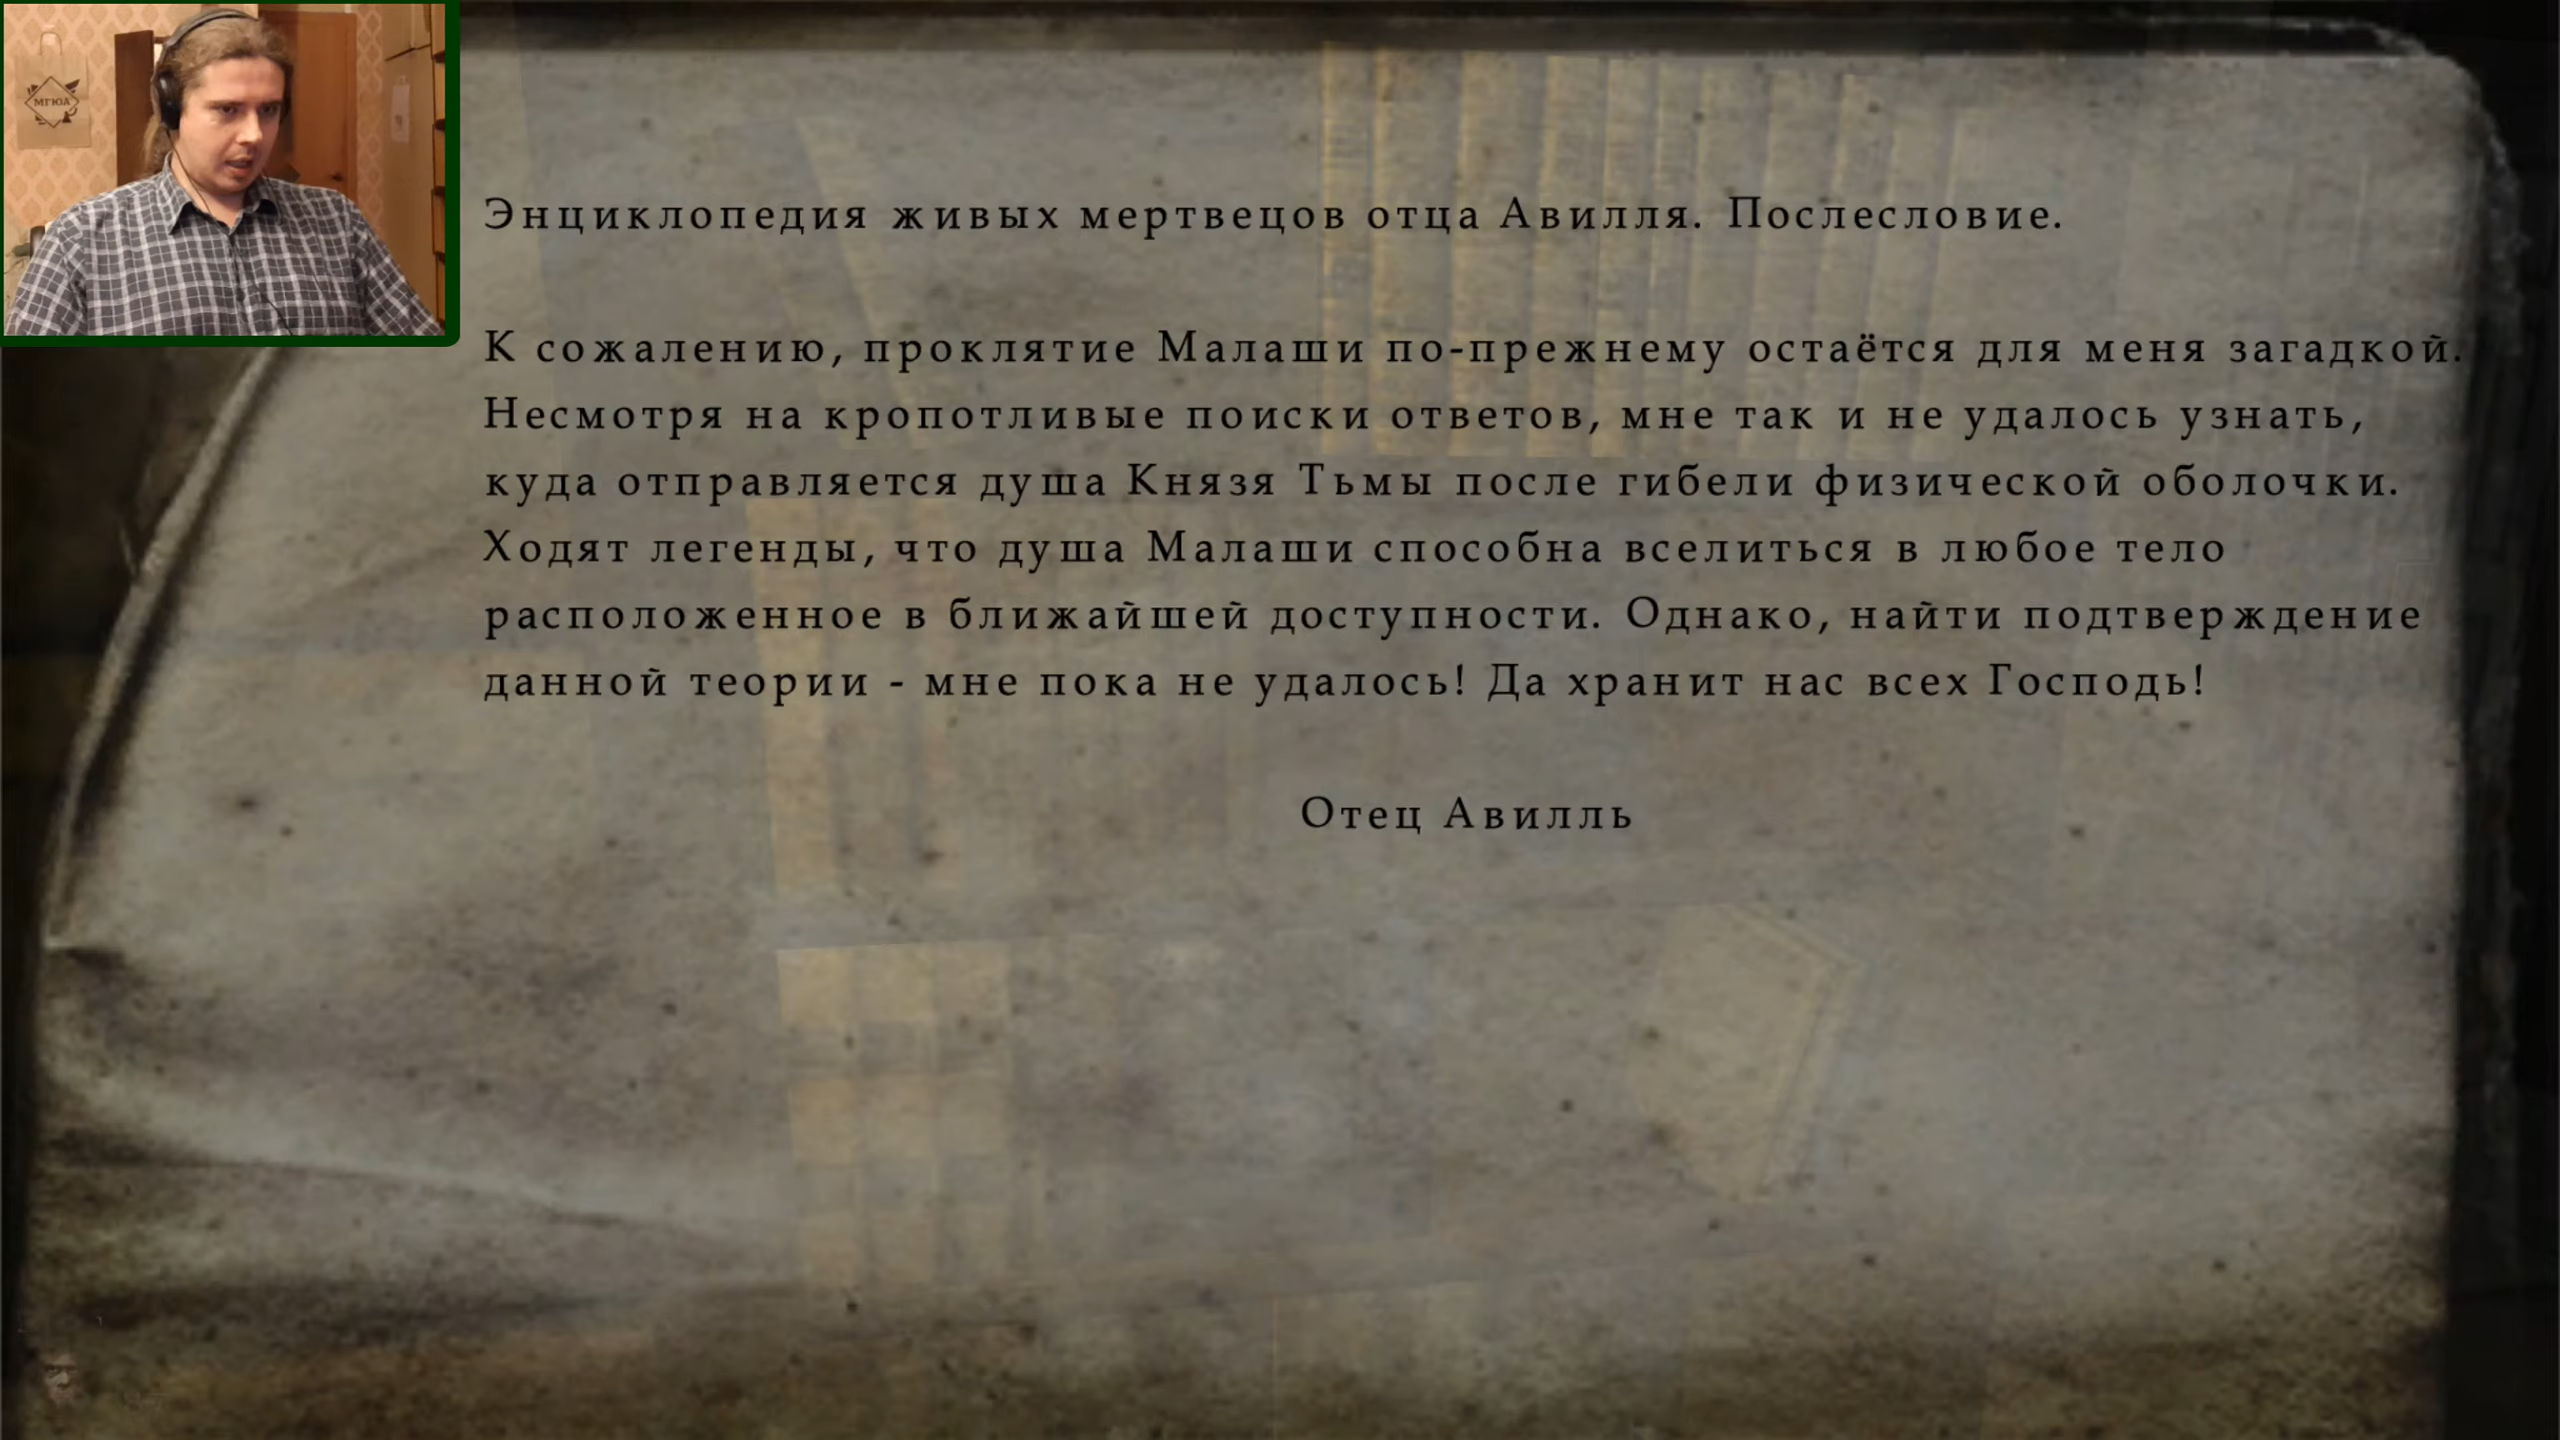 МГЮА
Энциклопедия живых мертвецов отца Авилля. Послесловие.
К сожалению, проклятие Малаши по-прежнему остаётся для меня загадкой.
Несмотря на кропотливые поиски ответов, мне так и не удалось узнать,
куда отправляется душа Князя Тьмы после гибели физической оболочки.
Ходят легенды, что душа Малаши способна вселиться в любое тело
расположенное в ближайшей доступности. Однако, найти подтверждение
данной теории - мне пока не удалось! Да хранит нас всех Господь!
Отец Авилль